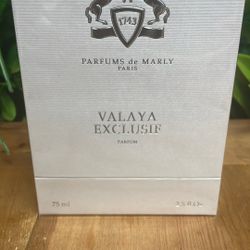 1743
PARFUMS de MARLY
PARIS
VALAYA
EXCLUSIF
PARFUM
75 ml
2.5 fl.oz.